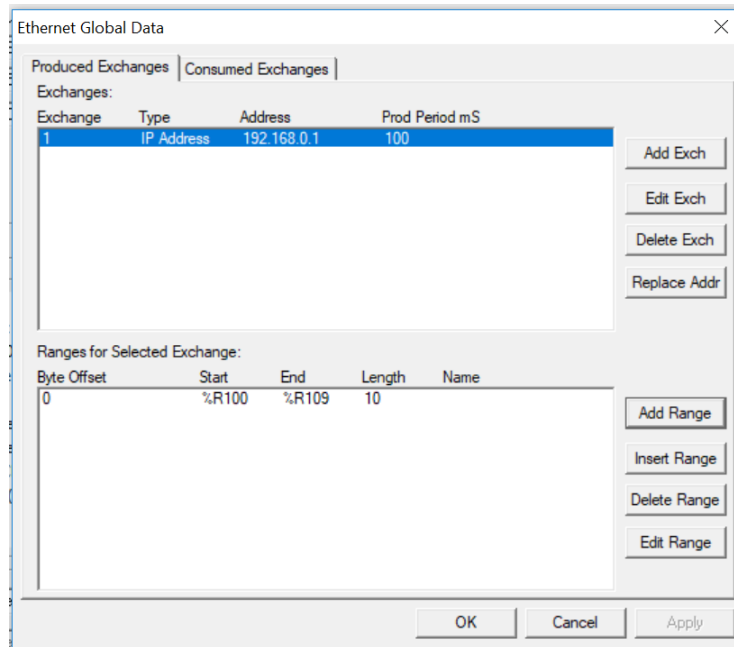 Ethernet Global Data
Produced Exchanges Consumed Exchanges
Exchanges:
Exchange Type Address Prod Period mS
1 IP Address 192.168.0.1 100
Add Exch
Edit Exch
Delete Exch
Replace Addr
Ranges for Selected Exchange:
Byte Offset Start End Length Name
0 %R100 %R109 10
Add Range
Insert Range
Delete Range
Edit Range
OK Cancel Apply